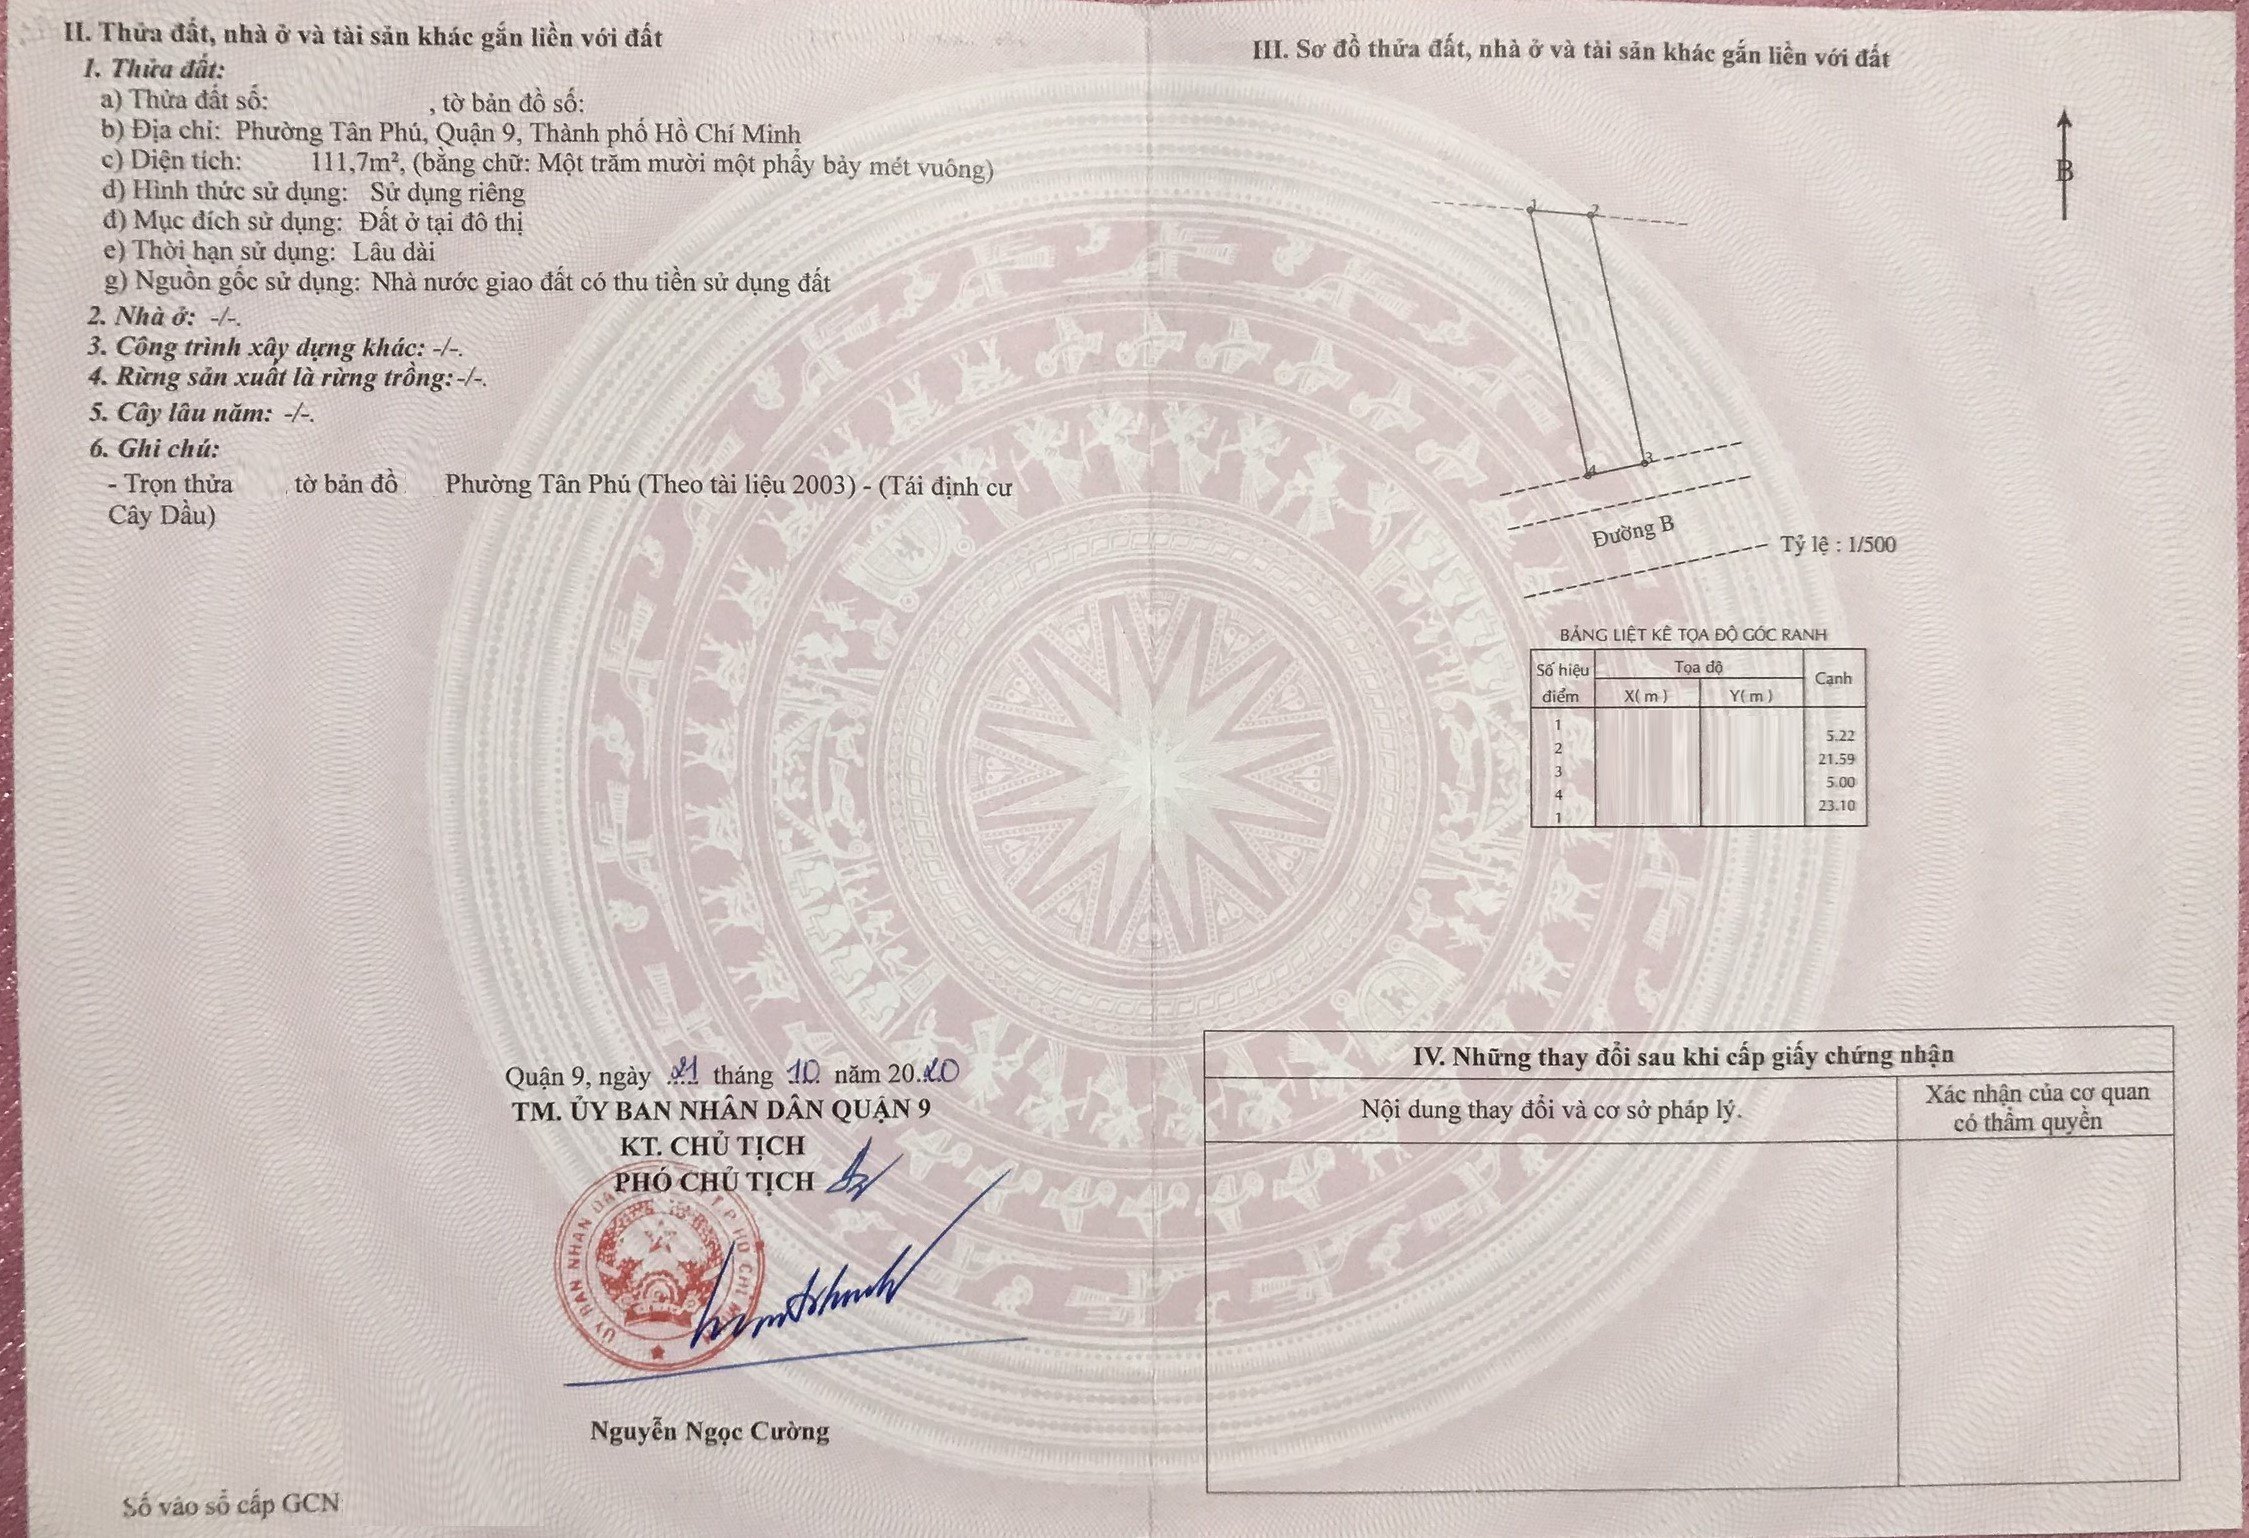 II. Thửa đất, nhà ở và tài sản khác gắn liền với đất
1. Thửa đất:
a) Thửa đất số: , tờ bản đồ số:
b) Địa chỉ: Phường Tân Phú, Quận 9, Thành phố Hồ Chí Minh
c) Diện tích: 111,7m², (bằng chữ: Một trăm mười một phẩy bảy mét vuông)
d) Hình thức sử dụng: Sử dụng riêng
đ) Mục đích sử dụng: Đất ở tại đô thị
e) Thời hạn sử dụng: Lâu dài
g) Nguồn gốc sử dụng: Nhà nước giao đất có thu tiền sử dụng đất
2. Nhà ở: -/-.
3. Công trình xây dựng khác: -/-.
4. Rừng sản xuất là rừng trồng: -/-.
5. Cây lâu năm: -/-.
6. Ghi chú:
- Trọn thửa tờ bản đồ Phường Tân Phú (Theo tài liệu 2003) - (Tái định cư
Cây Dầu)
Quận 9, ngày 21 tháng 10 năm 2020
TM. ỦY BAN NHÂN DÂN QUẬN 9
KT. CHỦ TỊCH
PHÓ CHỦ TỊCH
ỦY BAN NHÂN DÂN
Nguyễn Ngọc Cường
Số vào sổ cấp GCN
III. Sơ đồ thửa đất, nhà ở và tài sản khác gắn liền với đất
B
1 2
4 3
Đường B
Tỷ lệ : 1/500
BẢNG LIỆT KÊ TỌA ĐỘ GÓC RANH
Số hiệu điểm Tọa độ Cạnh
X( m ) Y( m )
1
5.22
2
21.59
3
5.00
4
23.10
1
IV. Những thay đổi sau khi cấp giấy chứng nhận
Nội dung thay đổi và cơ sở pháp lý.
Xác nhận của cơ quan
có thẩm quyền